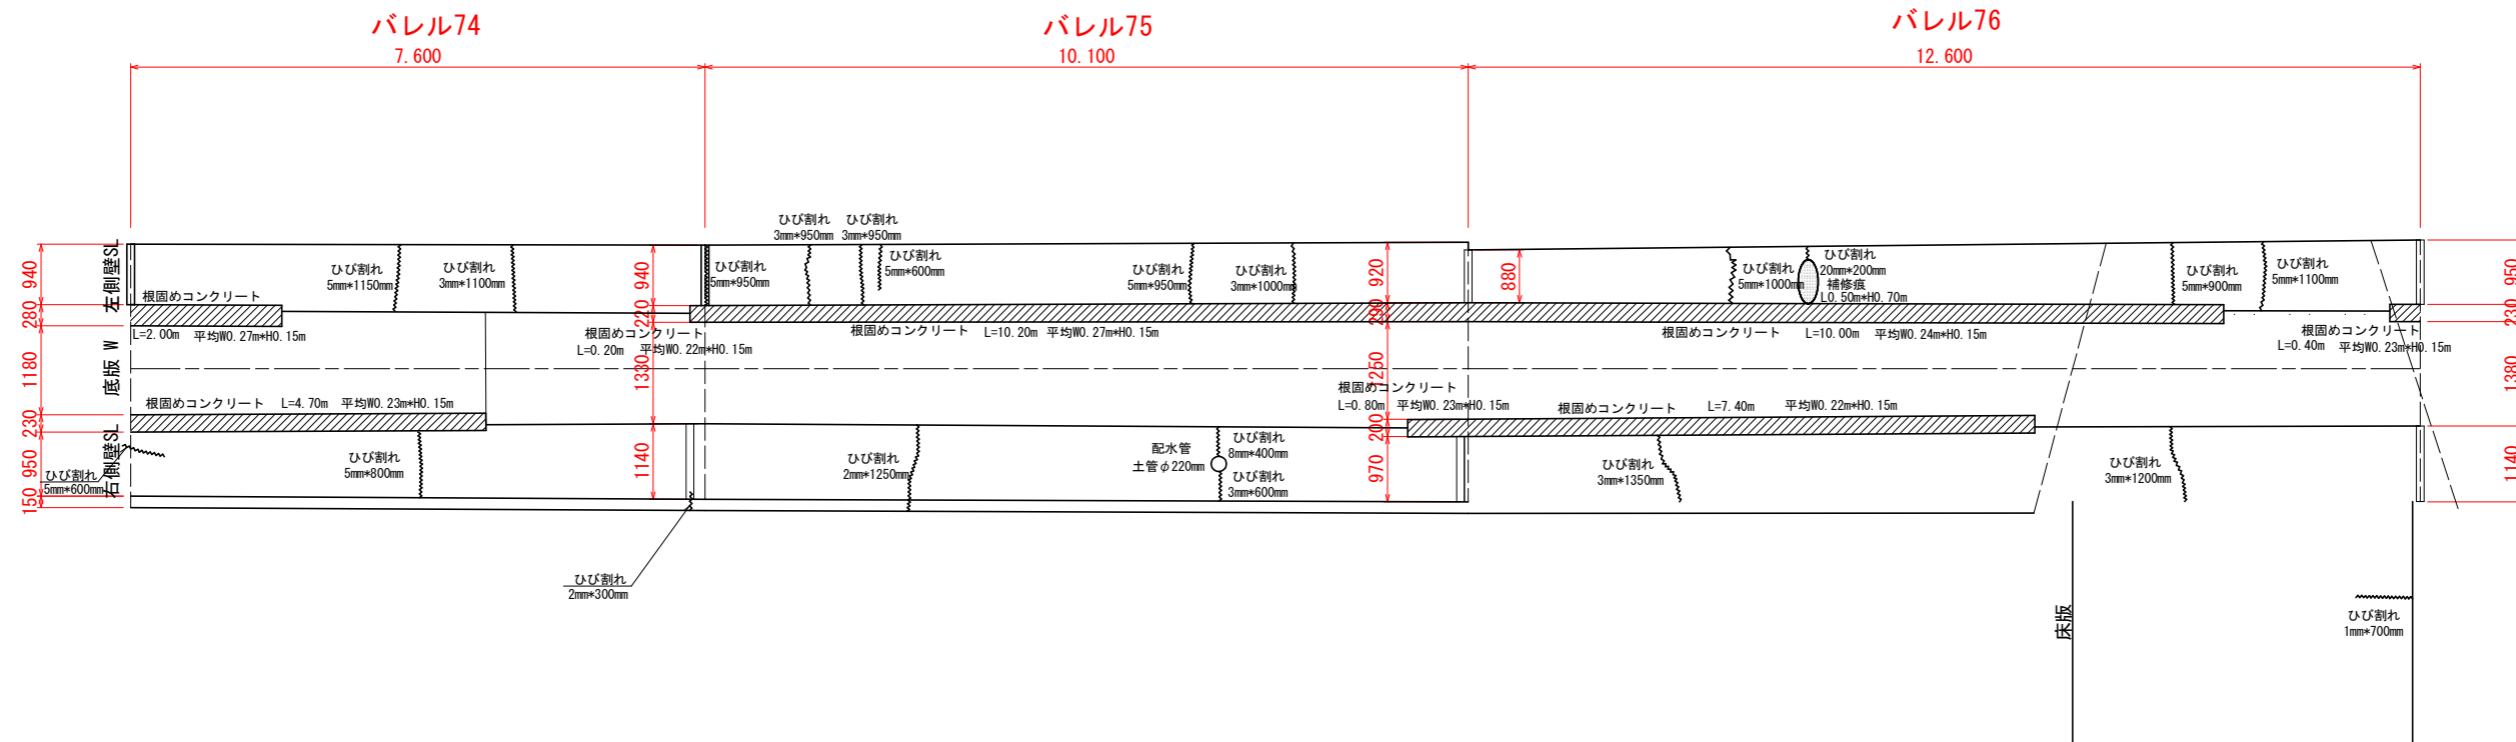 バレル74
バレル75
バレル76
7.600
10.100
12.600
ひび割れ
3mm*950mm
ひび割れ
3mm*950mm
左側壁SL
底版 W
右側壁SL
940
280
1180
230
950
150
ひび割れ
5mm*1150mm
ひび割れ
3mm*1100mm
940
220
1330
1140
ひび割れ
5mm*950mm
ひび割れ
5mm*600mm
ひび割れ
5mm*950mm
ひび割れ
3mm*1000mm
920
290
1250
200
970
880
ひび割れ
5mm*1000mm
ひび割れ
20mm*200mm
補修痕
L0.50m*H0.70m
ひび割れ
5mm*900mm
ひび割れ
5mm*1100mm
950
230
1380
1140
根固めコンクリート
L=2.00m 平均W0.27m*H0.15m
根固めコンクリート
L=0.20m 平均W0.22m*H0.15m
根固めコンクリート L=10.20m 平均W0.27m*H0.15m
根固めコンクリート L=10.00m 平均W0.24m*H0.15m
根固めコンクリート
L=0.40m 平均W0.23m*H0.15m
根固めコンクリート L=4.70m 平均W0.23m*H0.15m
根固めコンクリート
L=0.80m 平均W0.23m*H0.15m
根固めコンクリート L=7.40m 平均W0.22m*H0.15m
ひび割れ
5mm*600mm
ひび割れ
5mm*800mm
ひび割れ
2mm*1250mm
配水管
土管φ220mm
ひび割れ
8mm*400mm
ひび割れ
3mm*600mm
ひび割れ
3mm*1350mm
ひび割れ
3mm*1200mm
ひび割れ
2mm*300mm
床版
ひび割れ
1mm*700mm